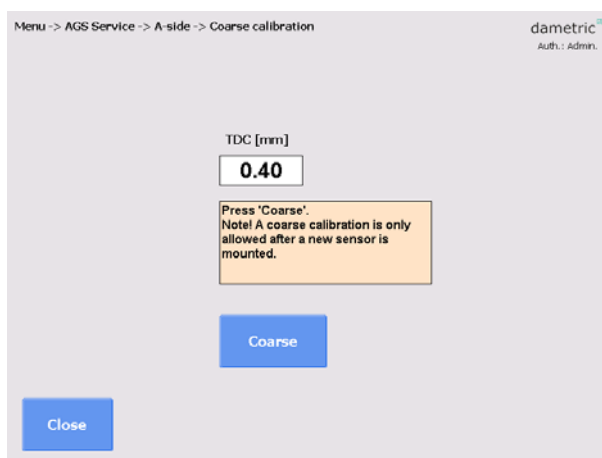 Menu -> AGS Service -> A-side -> Coarse calibration
dametric
Auth.: Admin.
TDC [mm]
0.40
Press 'Coarse'.
Note! A coarse calibration is only
allowed after a new sensor is
mounted.
Coarse
Close